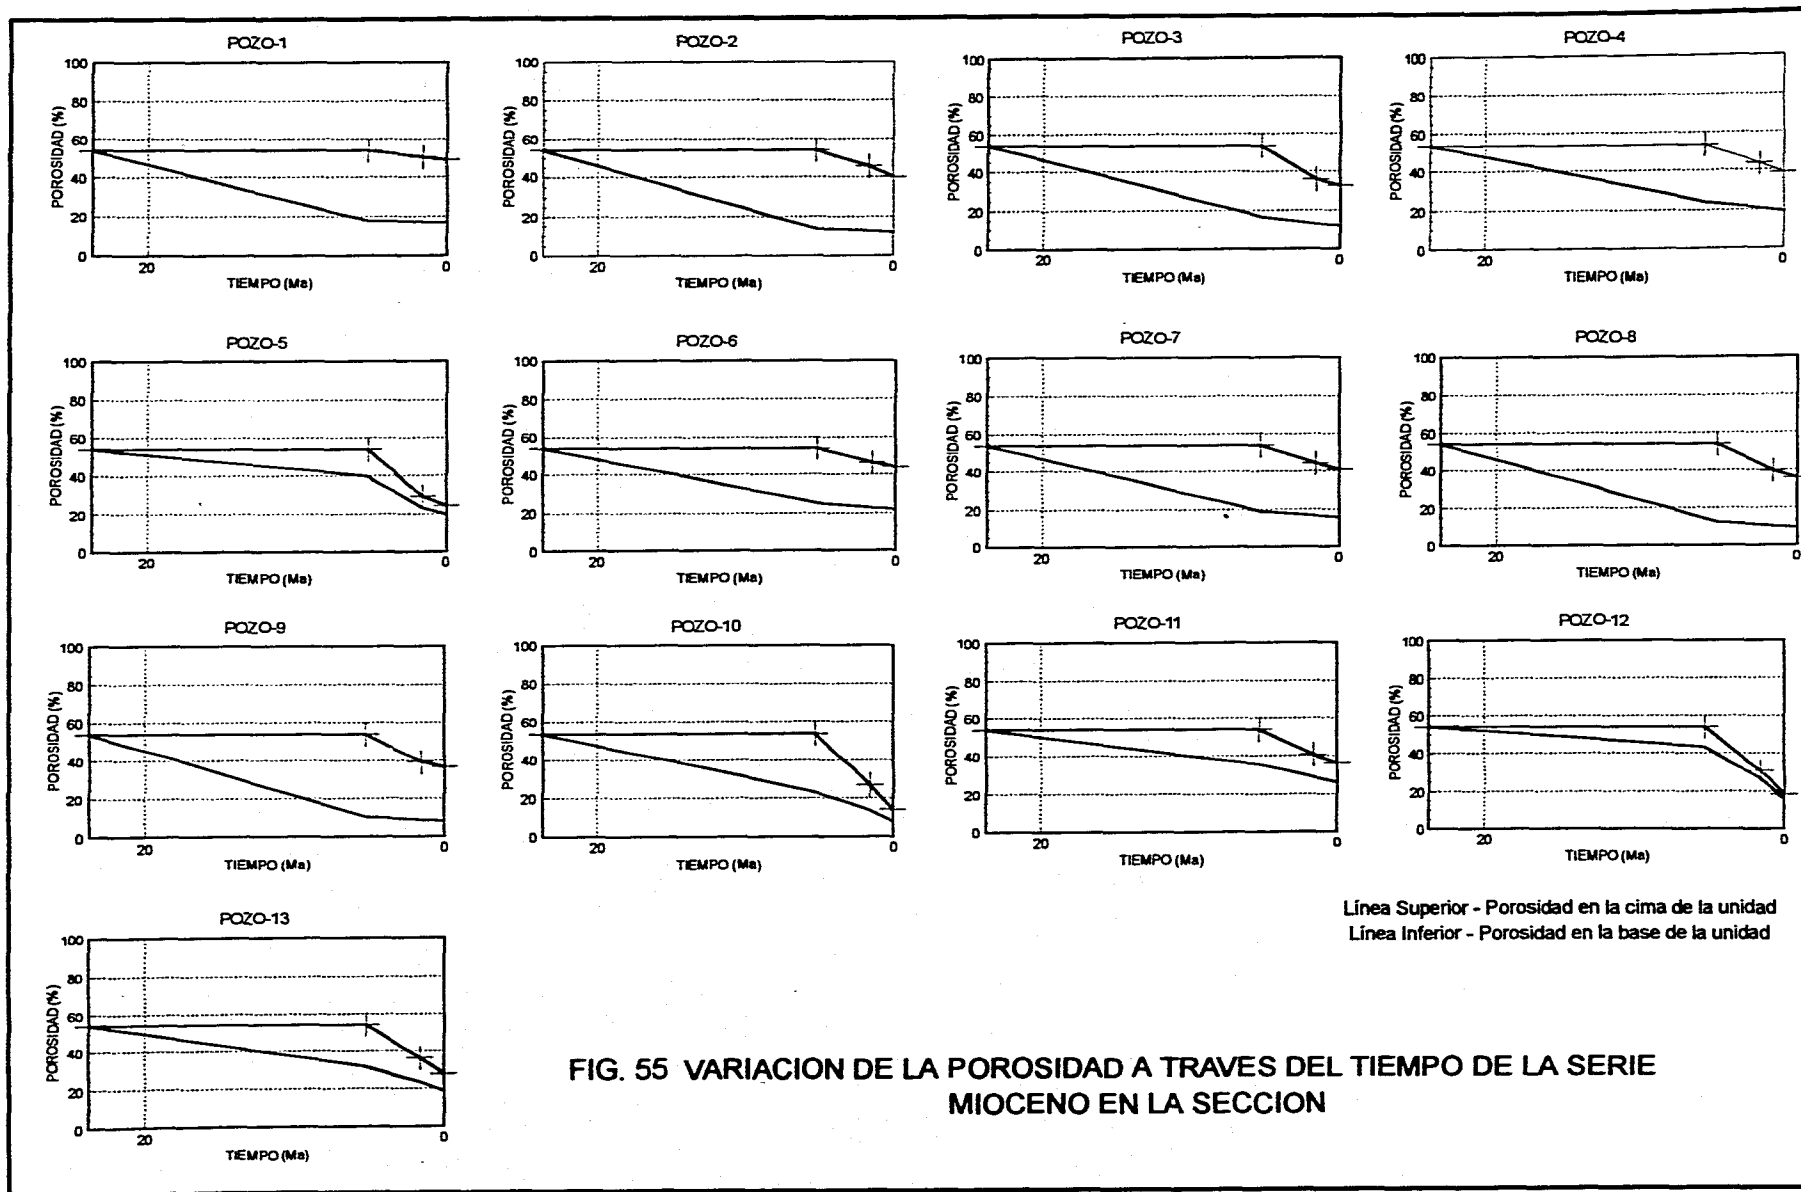 POZO-1
100
80
60
40
20
0
POROSIDAD (%)
20
0
TIEMPO (Ma)
POZO-2
100
80
60
40
20
0
POROSIDAD (%)
20
0
TIEMPO (Ma)
POZO-3
100
80
60
40
20
0
POROSIDAD (%)
20
0
TIEMPO (Ma)
POZO-4
100
80
60
40
20
0
POROSIDAD (%)
20
0
TIEMPO (Ma)
POZO-5
100
80
60
40
20
0
POROSIDAD (%)
20
0
TIEMPO (Ma)
POZO-6
100
80
60
40
20
0
POROSIDAD (%)
20
0
TIEMPO (Ma)
POZO-7
100
80
60
40
20
0
POROSIDAD (%)
20
0
TIEMPO (Ma)
POZO-8
100
80
60
40
20
0
POROSIDAD (%)
20
0
TIEMPO (Ma)
POZO-9
100
80
60
40
20
0
POROSIDAD (%)
20
0
TIEMPO (Ma)
POZO-10
100
80
60
40
20
0
POROSIDAD (%)
20
0
TIEMPO (Ma)
POZO-11
100
80
60
40
20
0
POROSIDAD (%)
20
0
TIEMPO (Ma)
POZO-12
100
80
60
40
20
0
POROSIDAD (%)
20
0
TIEMPO (Ma)
Línea Superior - Porosidad en la cima de la unidad
Línea Inferior - Porosidad en la base de la unidad
POZO-13
100
80
60
40
20
0
POROSIDAD (%)
20
0
TIEMPO (Ma)
FIG. 55 VARIACION DE LA POROSIDAD A TRAVES DEL TIEMPO DE LA SERIE
MIOCENO EN LA SECCION